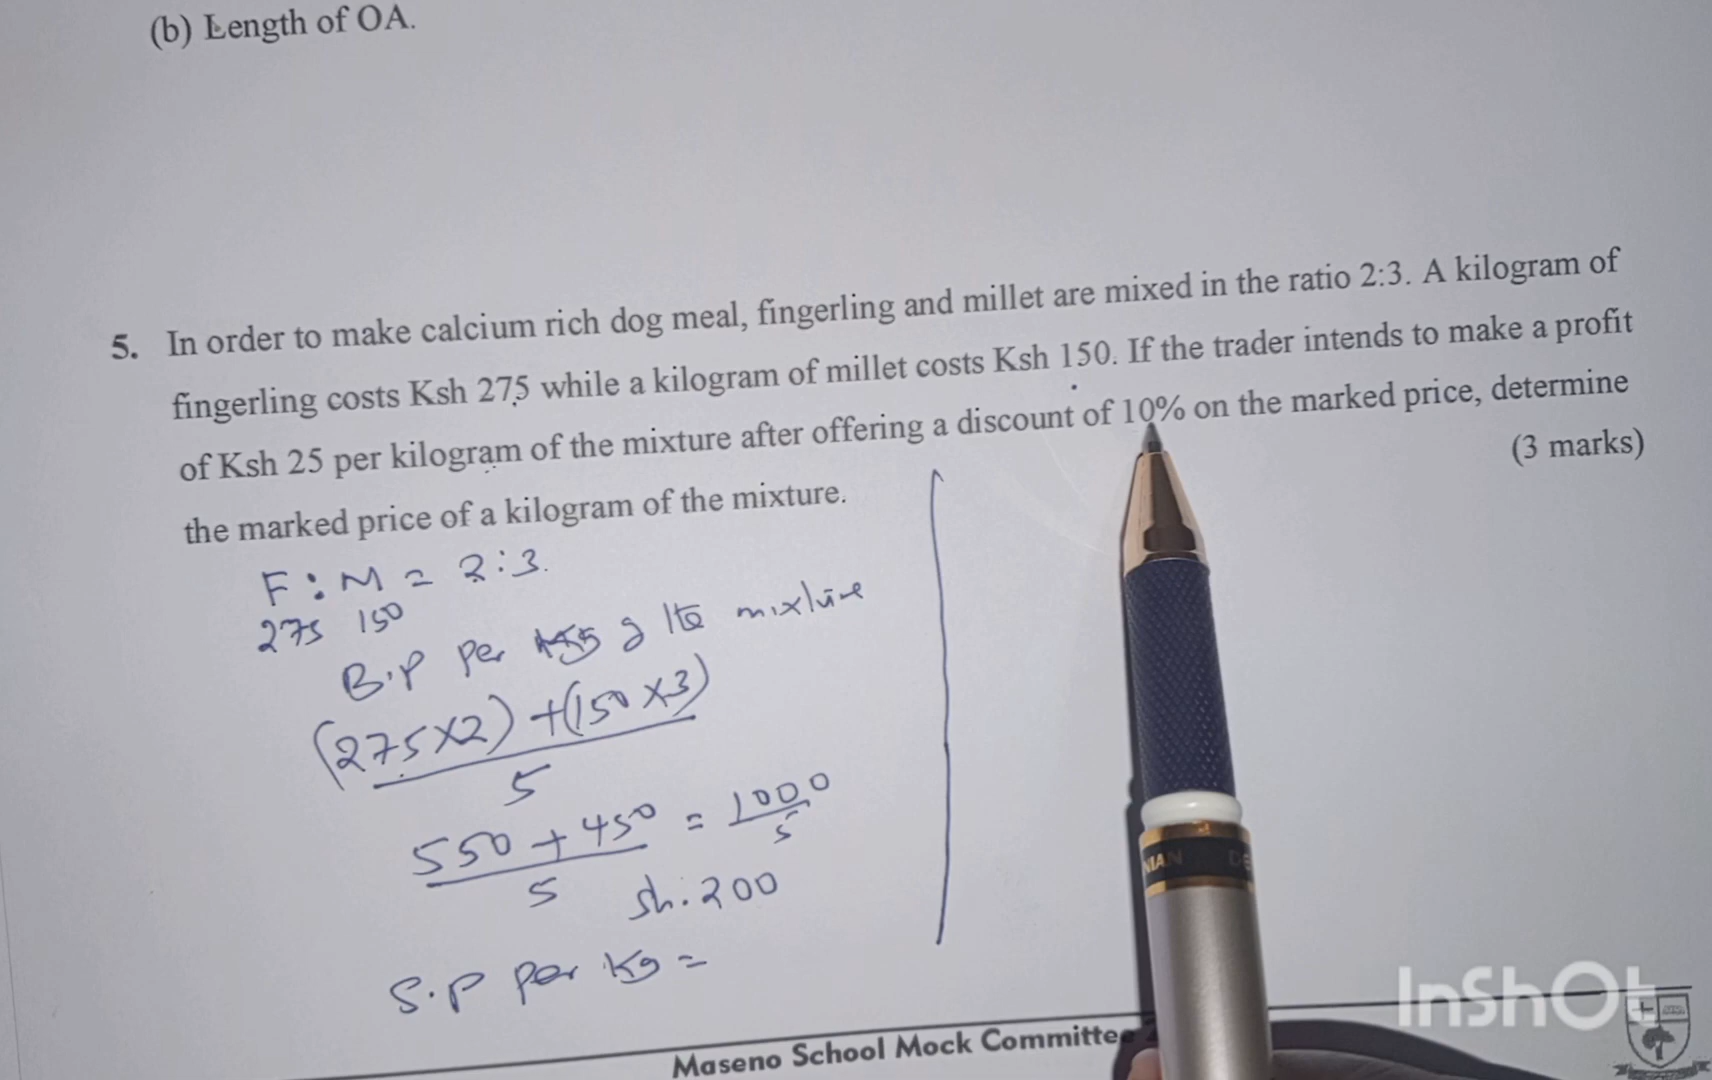 (b) Length of OA.
5. In order to make calcium rich dog meal, fingerling and millet are mixed in the ratio 2:3. A kilogram of
fingerling costs Ksh 275 while a kilogram of millet costs Ksh 150. If the trader intends to make a profit
of Ksh 25 per kilogram of the mixture after offering a discount of 10% on the marked price, determine
the marked price of a kilogram of the mixture.
(3 marks)
F : M = 2:3.
275 150
B.p per mixture
(275×2) + (150×3)
5
550 + 450 = 1000
5 5
sh. 200
S.p per kg =
Maseno School Mock Committee
InShOt